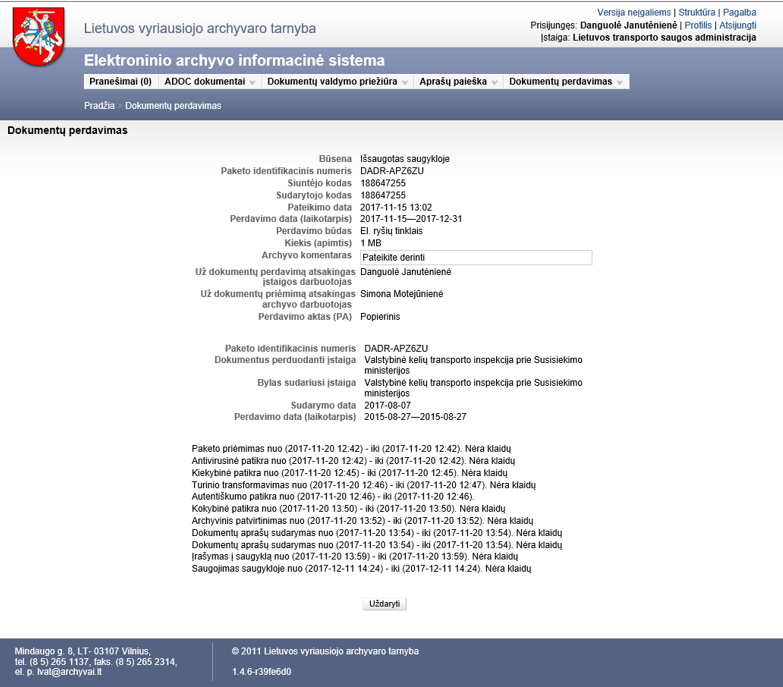 Versija neįgaliems | Struktūra | Pagalba
Lietuvos vyriausiojo archyvaro tarnyba
Prisijungęs: Danguolė Janutėnienė | Profilis | Atsijungti
Įstaiga: Lietuvos transporto saugos administracija
Elektroninio archyvo informacinė sistema
Pranešimai (0) ADOC dokumentai Dokumentų valdymo priežiūra Aprašų paieška Dokumentų perdavimas
Pradžia > Dokumentų perdavimas
Dokumentų perdavimas
Būsena Išsaugotas saugykloje
Paketo identifikacinis numeris DADR-APZ6ZU
Siuntėjo kodas 188647255
Sudarytojo kodas 188647255
Pateikimo data 2017-11-15 13:02
Perdavimo data (laikotarpis) 2017-11-15—2017-12-31
Perdavimo būdas El. ryšių tinklais
Kiekis (apimtis) 1 MB
Archyvo komentaras Pateikite derinti
Už dokumentų perdavimą atsakingas Danguolė Janutėnienė
įstaigos darbuotojas
Už dokumentų priėmimą atsakingas Simona Motejūnienė
archyvo darbuotojas
Perdavimo aktas (PA) Popierinis
Paketo identifikacinis numeris DADR-APZ6ZU
Dokumentus perduodanti įstaiga Valstybinė kelių transporto inspekcija prie Susisiekimo
ministerijos
Bylas sudariusi įstaiga Valstybinė kelių transporto inspekcija prie Susisiekimo
ministerijos
Sudarymo data 2017-08-07
Perdavimo data (laikotarpis) 2015-08-27—2015-08-27
Paketo priėmimas nuo (2017-11-20 12:42) - iki (2017-11-20 12:42). Nėra klaidų
Antivirusinė patikra nuo (2017-11-20 12:42) - iki (2017-11-20 12:42). Nėra klaidų
Kiekybinė patikra nuo (2017-11-20 12:45) - iki (2017-11-20 12:45). Nėra klaidų
Turinio transformavimas nuo (2017-11-20 12:46) - iki (2017-11-20 12:47). Nėra klaidų
Autentiškumo patikra nuo (2017-11-20 12:46) - iki (2017-11-20 12:46).
Kokybinė patikra nuo (2017-11-20 13:50) - iki (2017-11-20 13:50). Nėra klaidų
Archyvinis patvirtinimas nuo (2017-11-20 13:52) - iki (2017-11-20 13:52). Nėra klaidų
Dokumentų aprašų sudarymas nuo (2017-11-20 13:54) - iki (2017-11-20 13:54). Nėra klaidų
Dokumentų aprašų sudarymas nuo (2017-11-20 13:54) - iki (2017-11-20 13:54). Nėra klaidų
Įrašymas į saugyklą nuo (2017-11-20 13:59) - iki (2017-11-20 13:59). Nėra klaidų
Saugojimas saugykloje nuo (2017-12-11 14:24) - iki (2017-12-11 14:24). Nėra klaidų
Uždaryti
Mindaugo g. 8, LT- 03107 Vilnius,
tel. (8 5) 265 1137, faks. (8 5) 265 2314,
el. p. lvat@archyvai.lt
© 2011 Lietuvos vyriausiojo archyvaro tarnyba
1.4.6-r39fe6d0